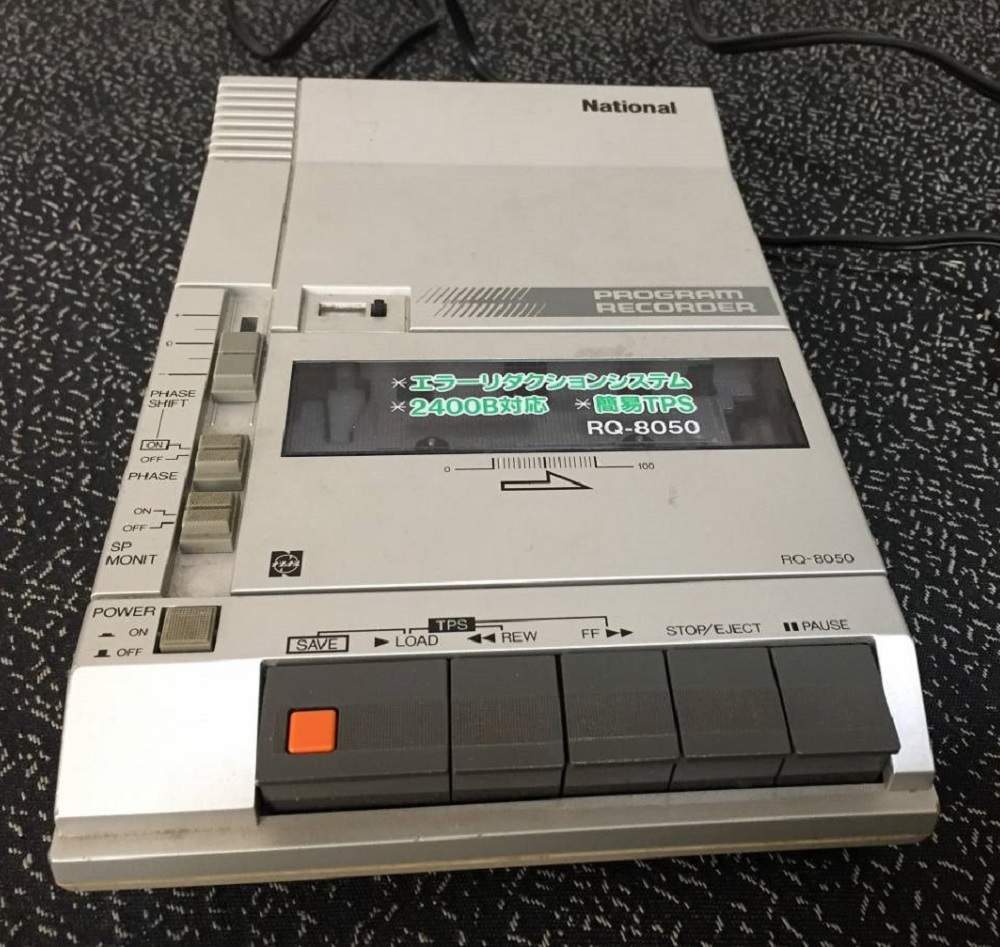 National
PROGRAM
RECORDER
+
0
−
PHASE
SHIFT
ON
OFF
PHASE
ON
OFF
SP
MONIT
*エラーリダクションシステム
*2400B対応 *簡易TPS
RQ-8050
0 100
RQ-8050
POWER
ON
OFF
TPS
SAVE ▶ LOAD ◀◀ REW FF ▶▶ STOP/EJECT ▮▮ PAUSE